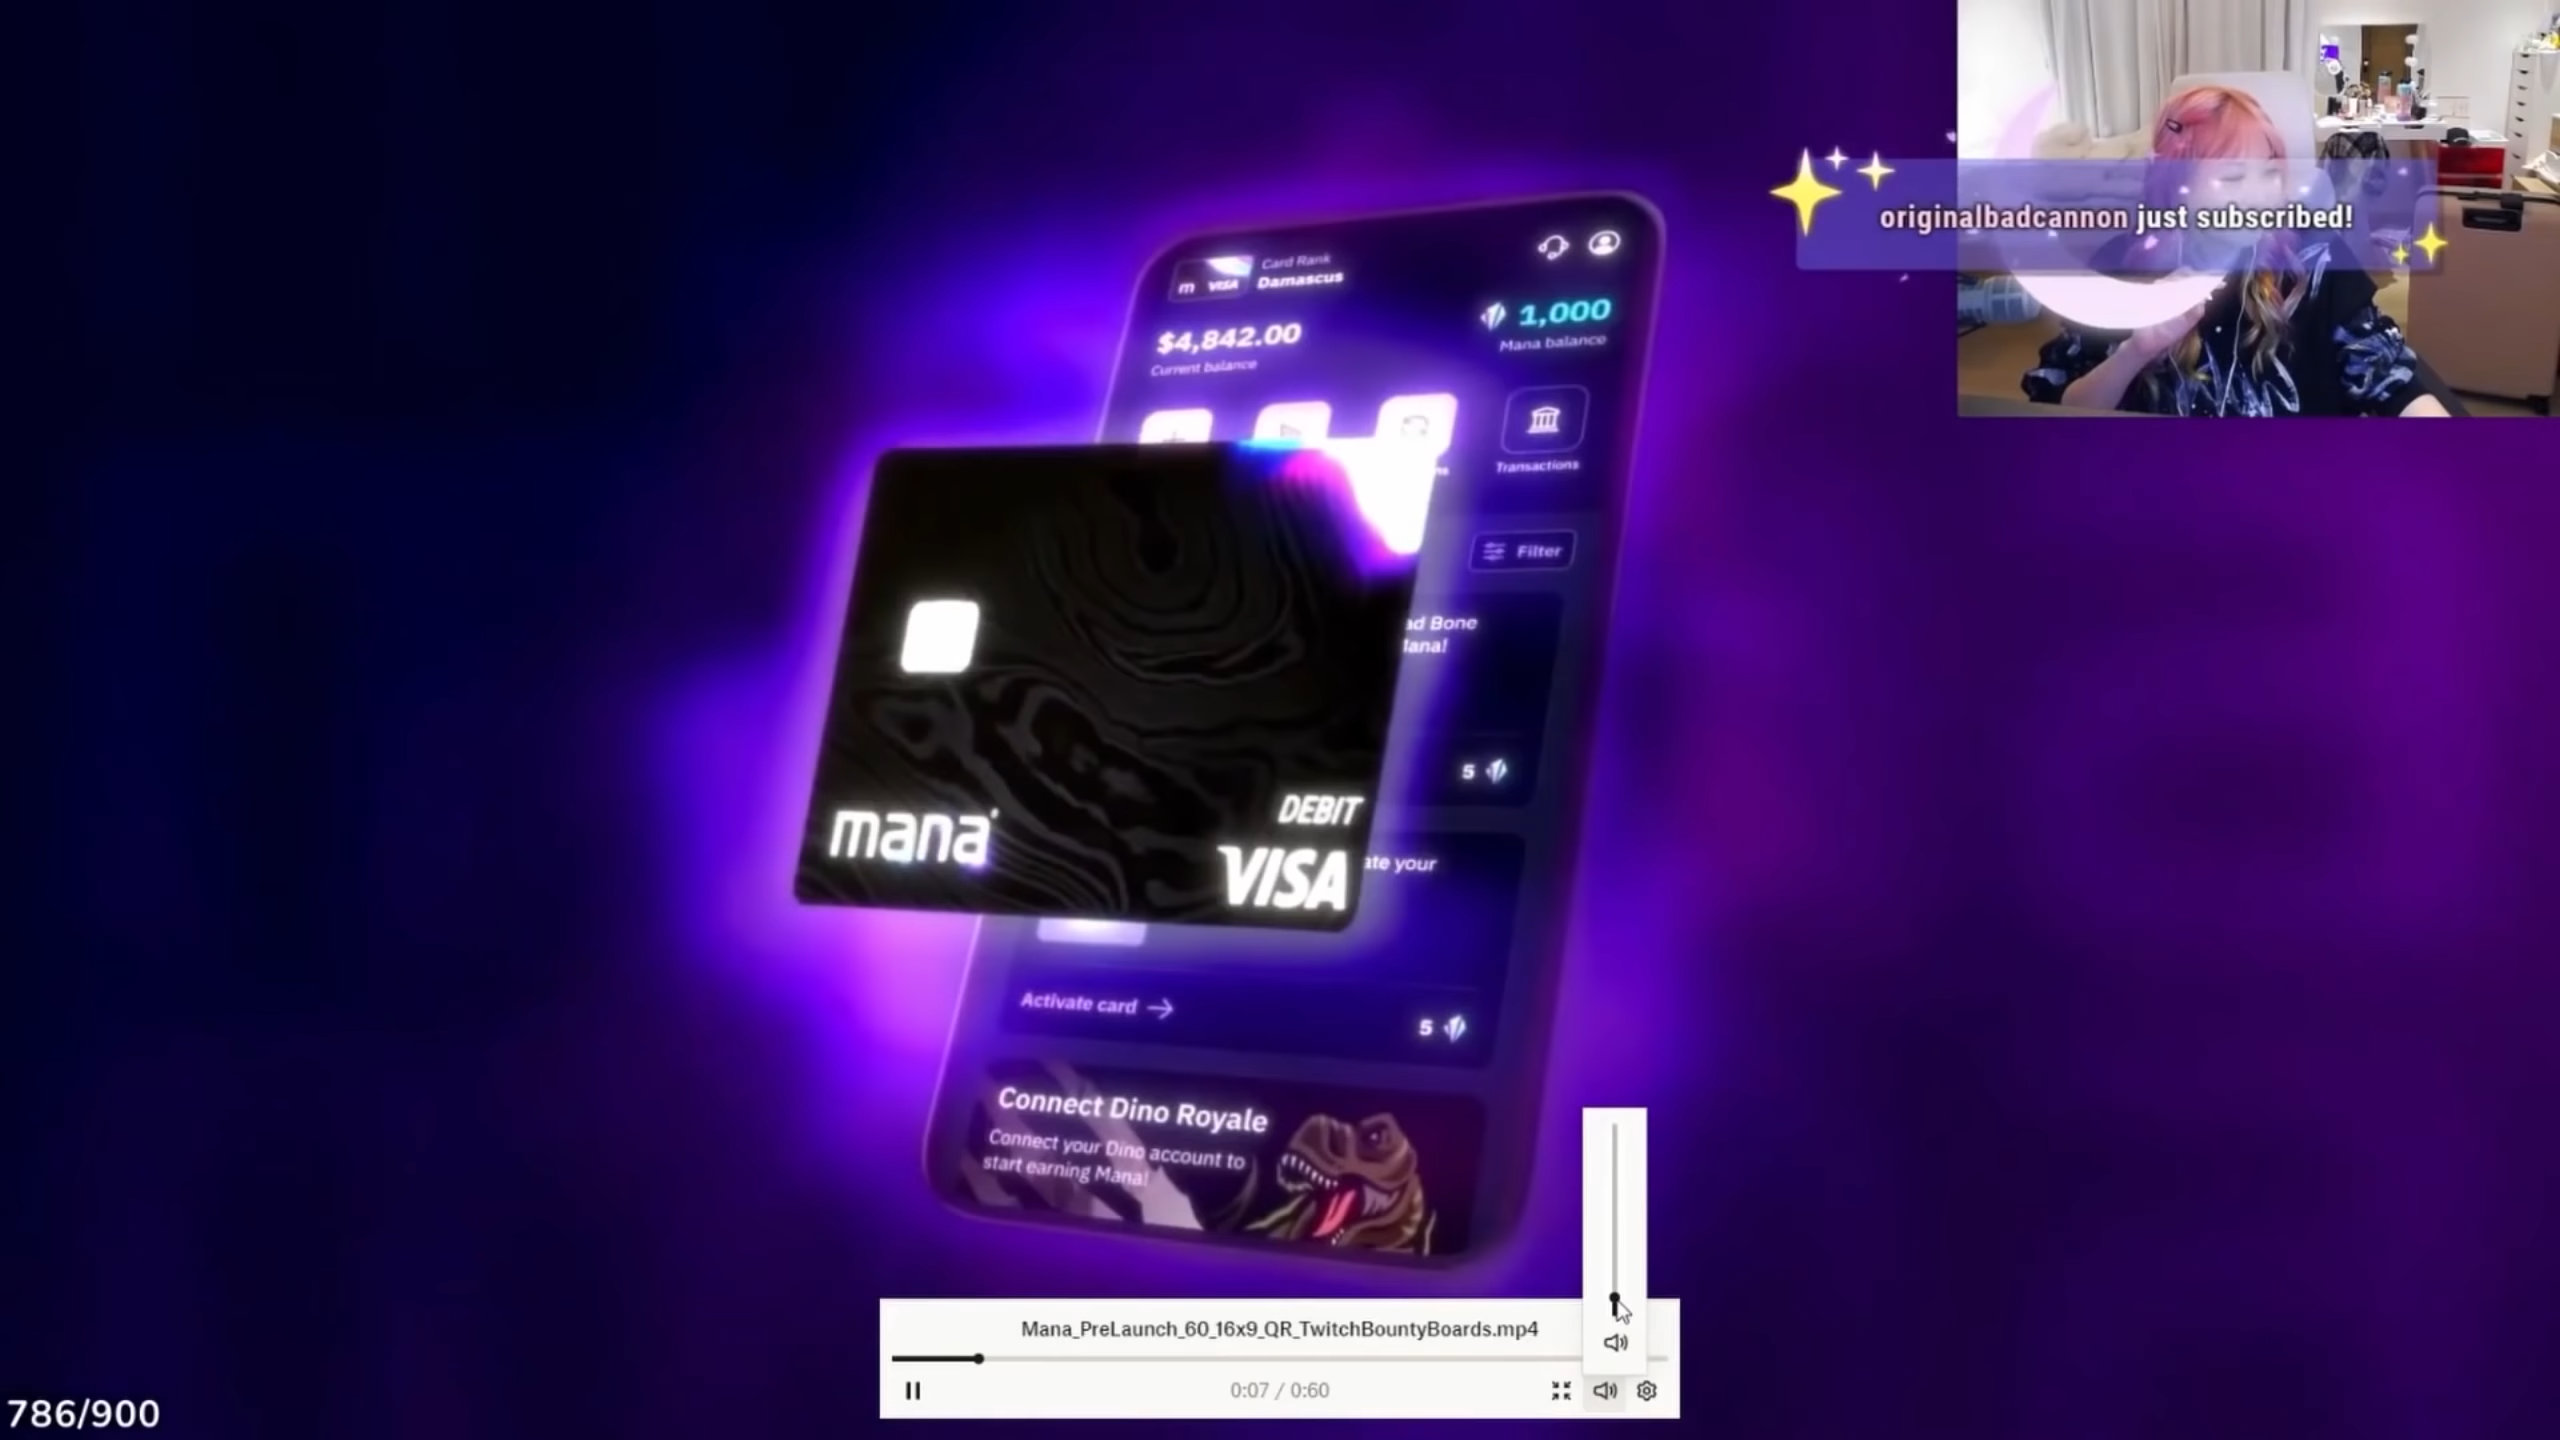 originalbadcannon just subscribed!
m VISA
Card Rank
Damascus
$4,842.00
Current balance
1,000
Mana balance
Transactions
Filter
ad Bone
lana!
5
mana
DEBIT
VISA
ate your
Activate card →
5
Connect Dino Royale
Connect your Dino account to
start earning Mana!
Mana_PreLaunch_60_16x9_QR_TwitchBountyBoards.mp4
0:07 / 0:60
786/900